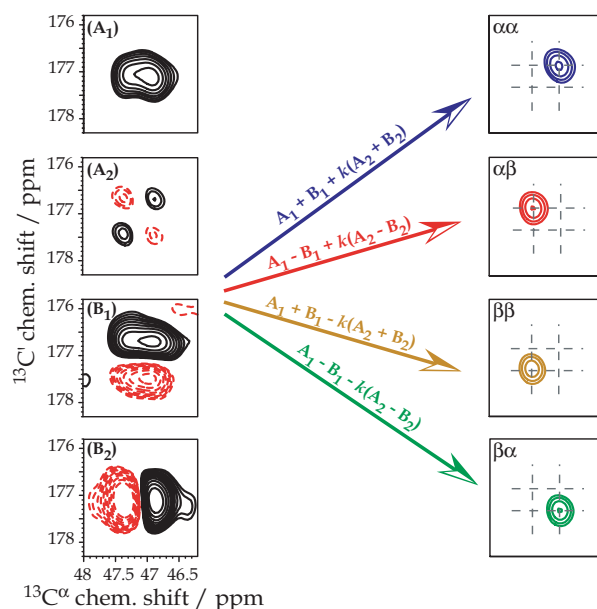 (A₁)
176
177
178
(A₂)
176
177
178
(B₁)
176
177
178
(B₂)
176
177
178
48 47.5 47 46.5
¹³C' chem. shift / ppm
¹³Cᵅ chem. shift / ppm
A₁ + B₁ + k(A₂ + B₂)
A₁ - B₁ + k(A₂ - B₂)
A₁ + B₁ - k(A₂ + B₂)
A₁ - B₁ - k(A₂ - B₂)
αα
αβ
ββ
βα